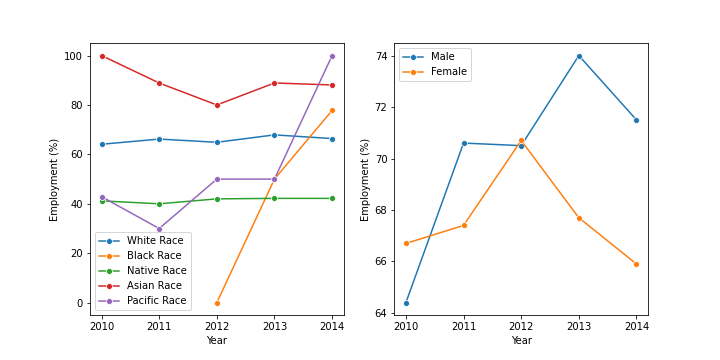 100
80
60
40
20
0
Employment (%)
White Race
Black Race
Native Race
Asian Race
Pacific Race
2010 2011 2012 2013 2014
Year
74
72
70
68
66
64
Employment (%)
Male
Female
2010 2011 2012 2013 2014
Year